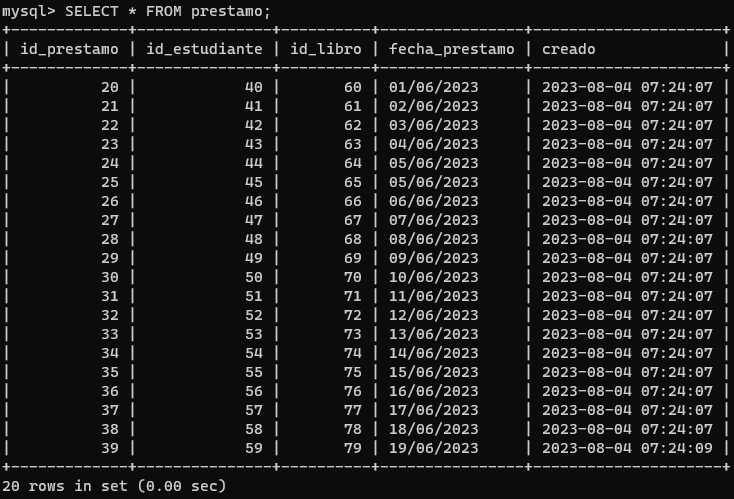 mysql> SELECT * FROM prestamo;
+-------------+---------------+----------+----------------+---------------------+
| id_prestamo | id_estudiante | id_libro | fecha_prestamo | creado              |
+-------------+---------------+----------+----------------+---------------------+
|          20 |            40 |       60 | 01/06/2023     | 2023-08-04 07:24:07 |
|          21 |            41 |       61 | 02/06/2023     | 2023-08-04 07:24:07 |
|          22 |            42 |       62 | 03/06/2023     | 2023-08-04 07:24:07 |
|          23 |            43 |       63 | 04/06/2023     | 2023-08-04 07:24:07 |
|          24 |            44 |       64 | 05/06/2023     | 2023-08-04 07:24:07 |
|          25 |            45 |       65 | 05/06/2023     | 2023-08-04 07:24:07 |
|          26 |            46 |       66 | 06/06/2023     | 2023-08-04 07:24:07 |
|          27 |            47 |       67 | 07/06/2023     | 2023-08-04 07:24:07 |
|          28 |            48 |       68 | 08/06/2023     | 2023-08-04 07:24:07 |
|          29 |            49 |       69 | 09/06/2023     | 2023-08-04 07:24:07 |
|          30 |            50 |       70 | 10/06/2023     | 2023-08-04 07:24:07 |
|          31 |            51 |       71 | 11/06/2023     | 2023-08-04 07:24:07 |
|          32 |            52 |       72 | 12/06/2023     | 2023-08-04 07:24:07 |
|          33 |            53 |       73 | 13/06/2023     | 2023-08-04 07:24:07 |
|          34 |            54 |       74 | 14/06/2023     | 2023-08-04 07:24:07 |
|          35 |            55 |       75 | 15/06/2023     | 2023-08-04 07:24:07 |
|          36 |            56 |       76 | 16/06/2023     | 2023-08-04 07:24:07 |
|          37 |            57 |       77 | 17/06/2023     | 2023-08-04 07:24:07 |
|          38 |            58 |       78 | 18/06/2023     | 2023-08-04 07:24:07 |
|          39 |            59 |       79 | 19/06/2023     | 2023-08-04 07:24:09 |
+-------------+---------------+----------+----------------+---------------------+
20 rows in set (0.00 sec)